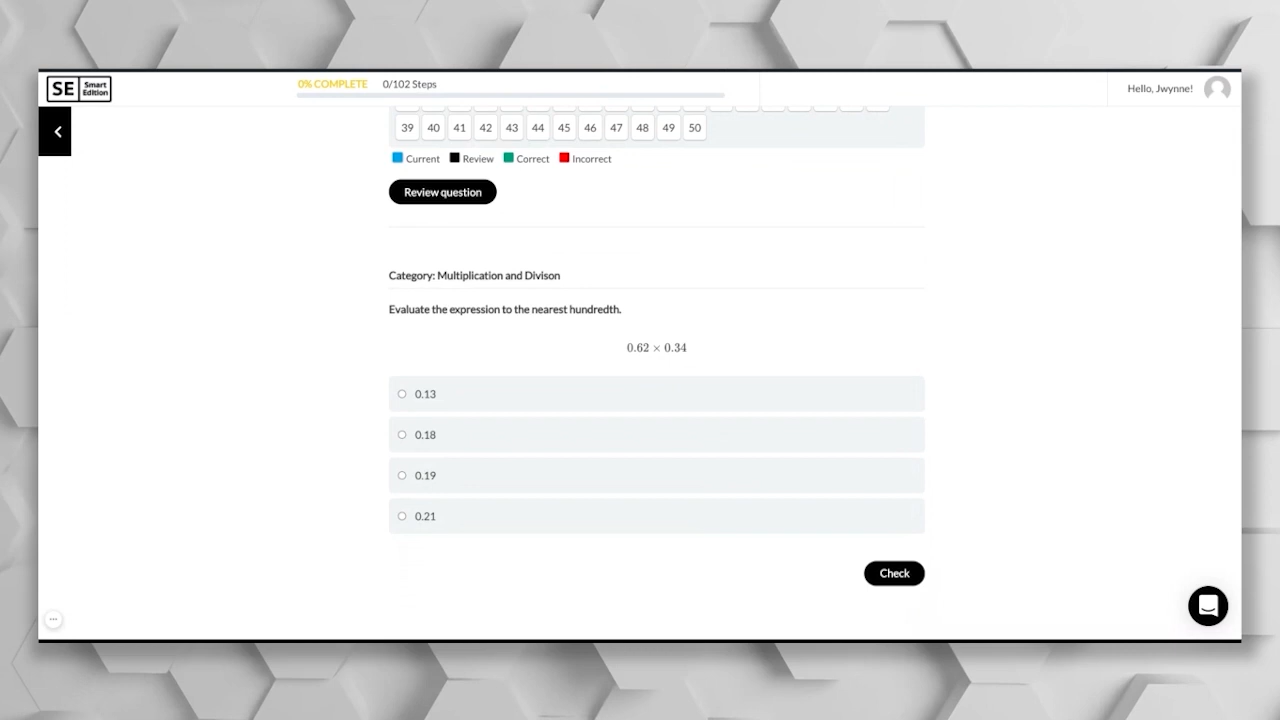 SE Smart Edition
0% COMPLETE 0/102 Steps
Hello, Jwynne!
39 40 41 42 43 44 45 46 47 48 49 50
Current Review Correct Incorrect
Review question
Category: Multiplication and Divison
Evaluate the expression to the nearest hundredth.
0.62 × 0.34
0.13
0.18
0.19
0.21
Check